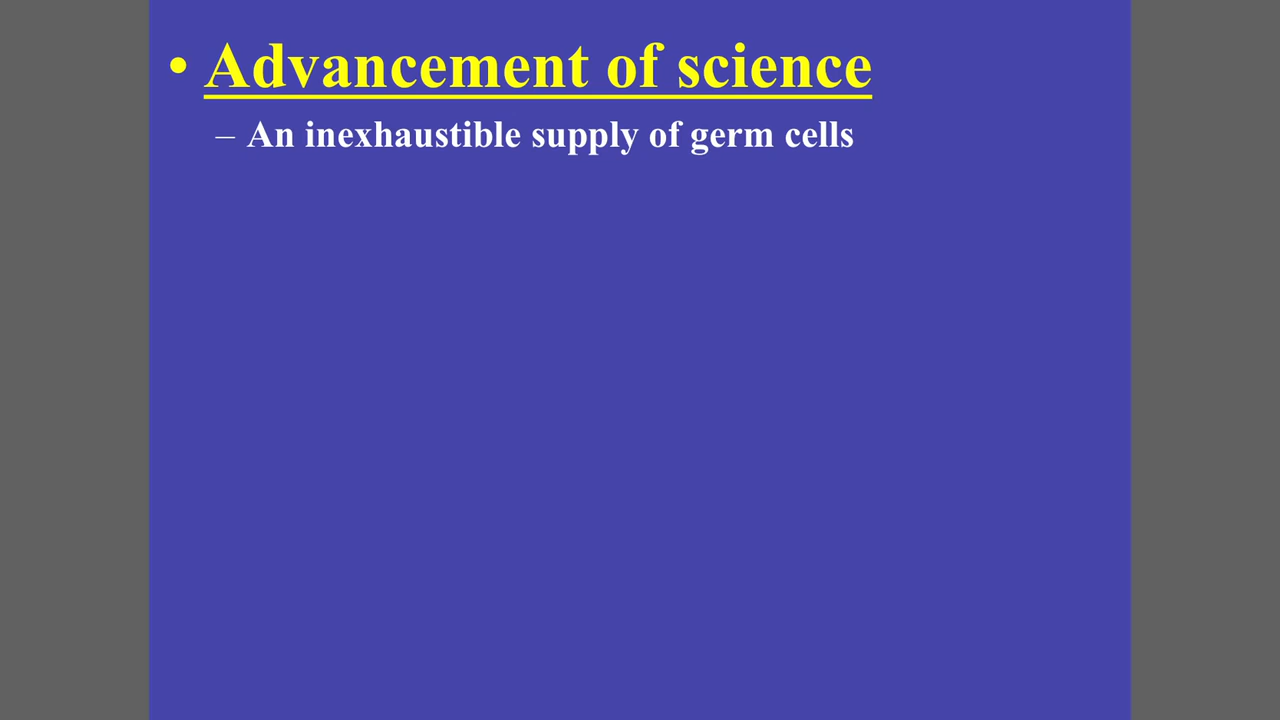 • Advancement of science
– An inexhaustible supply of germ cells